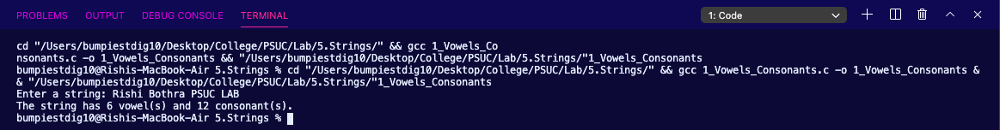 PROBLEMS OUTPUT DEBUG CONSOLE TERMINAL 1: Code
cd "/Users/bumpiestdig10/Desktop/College/PSUC/Lab/5.Strings/" && gcc 1_Vowels_Co
nsonants.c -o 1_Vowels_Consonants && "/Users/bumpiestdig10/Desktop/College/PSUC/Lab/5.Strings/"1_Vowels_Consonants
bumpiestdig10@Rishis-MacBook-Air 5.Strings % cd "/Users/bumpiestdig10/Desktop/College/PSUC/Lab/5.Strings/" && gcc 1_Vowels_Consonants.c -o 1_Vowels_Consonants &
& "/Users/bumpiestdig10/Desktop/College/PSUC/Lab/5.Strings/"1_Vowels_Consonants
Enter a string: Rishi Bothra PSUC LAB
The string has 6 vowel(s) and 12 consonant(s).
bumpiestdig10@Rishis-MacBook-Air 5.Strings %